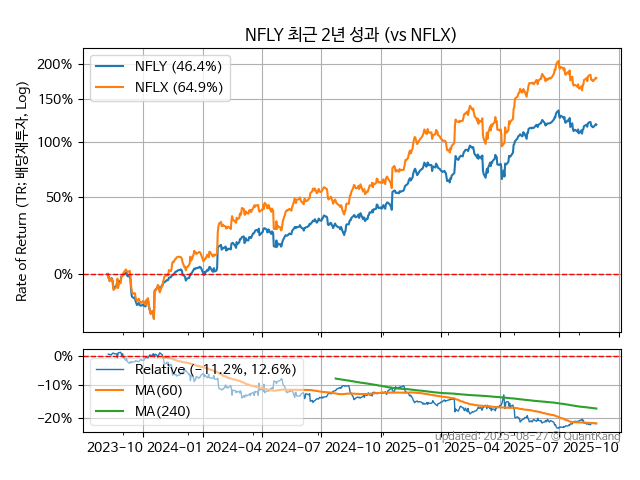 NFLY 최근 2년 성과 (vs NFLX)
Rate of Return (TR: 배당재투자, Log)
200%
150%
100%
50%
0%
NFLY (46.4%)
NFLX (64.9%)
0%
−10%
−20%
Relative (−11.2%, 12.6%)
MA(60)
MA(240)
updated: 2025-08-27 © QuantKang
2023−10 2024−01 2024−04 2024−07 2024−10 2025−01 2025−04 2025−07 2025−10